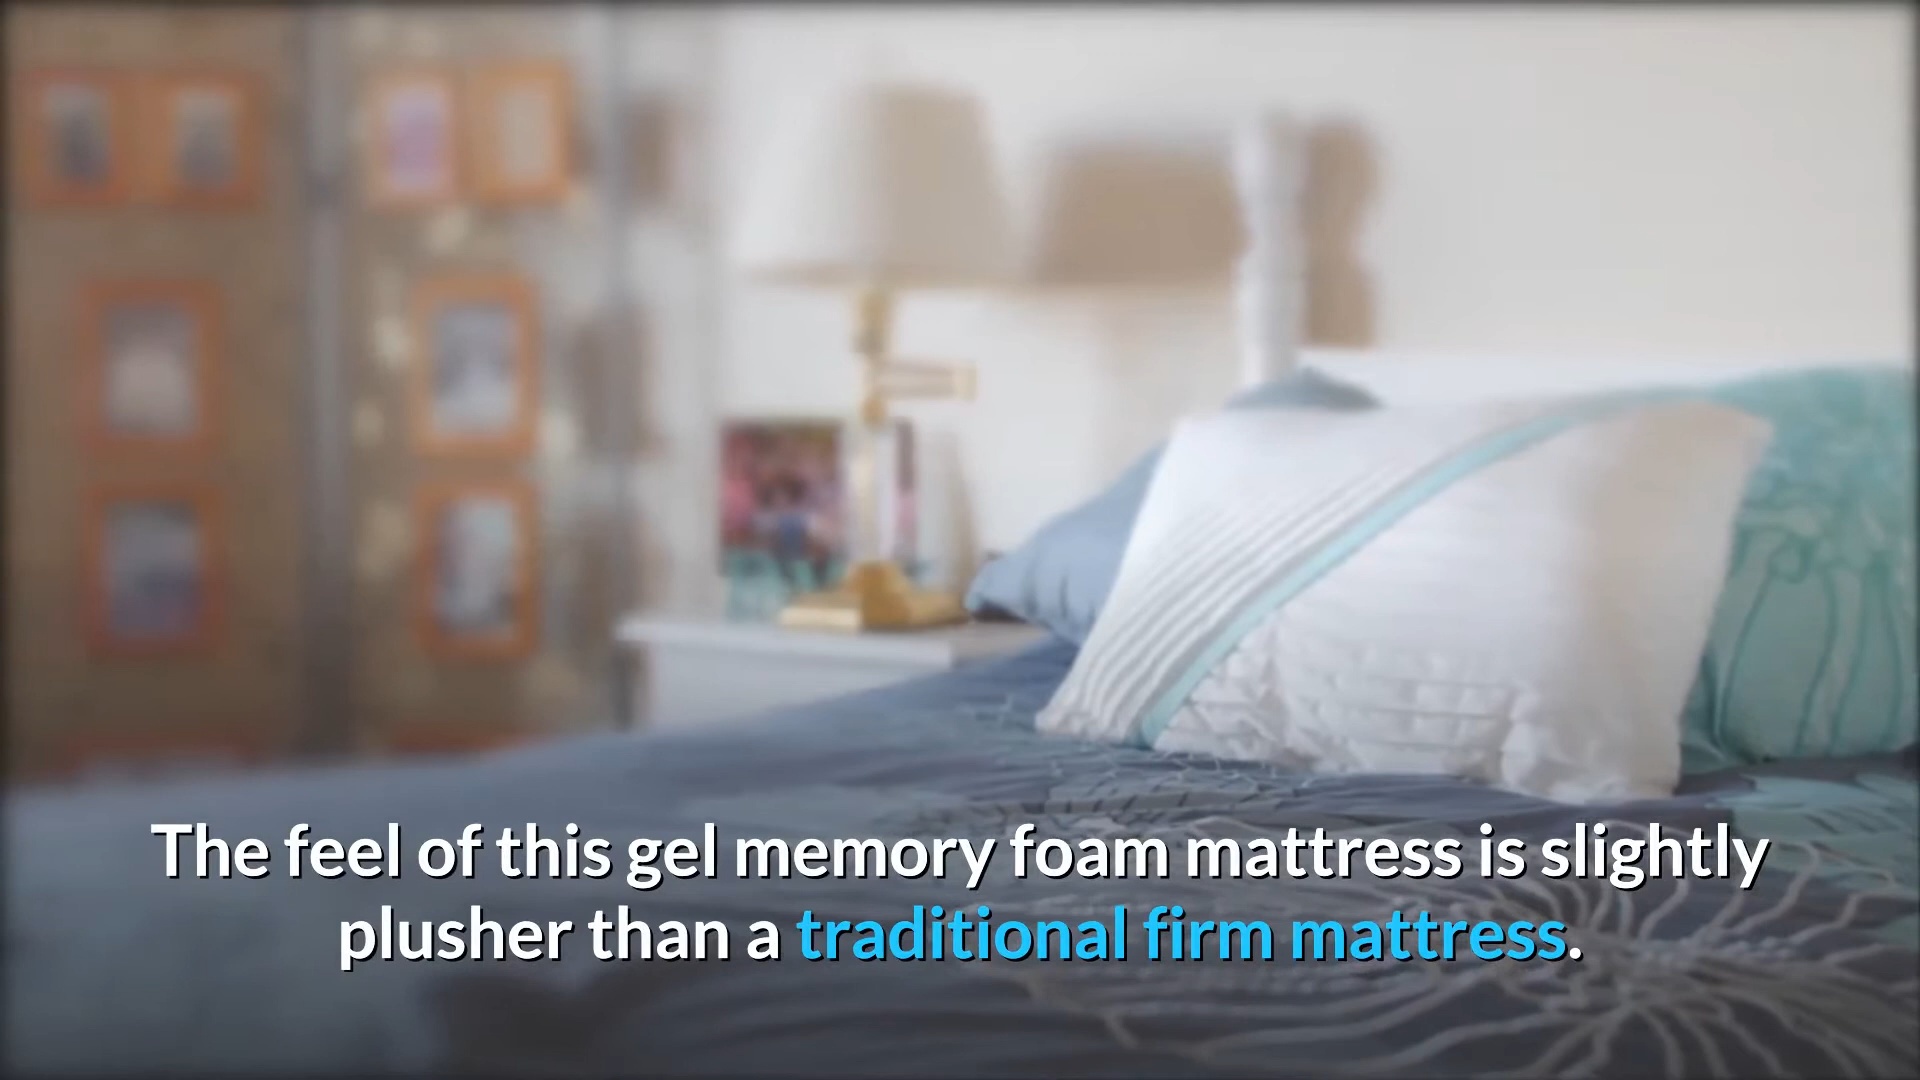 The feel of this gel memory foam mattress is slightly
plusher than a traditional firm mattress.